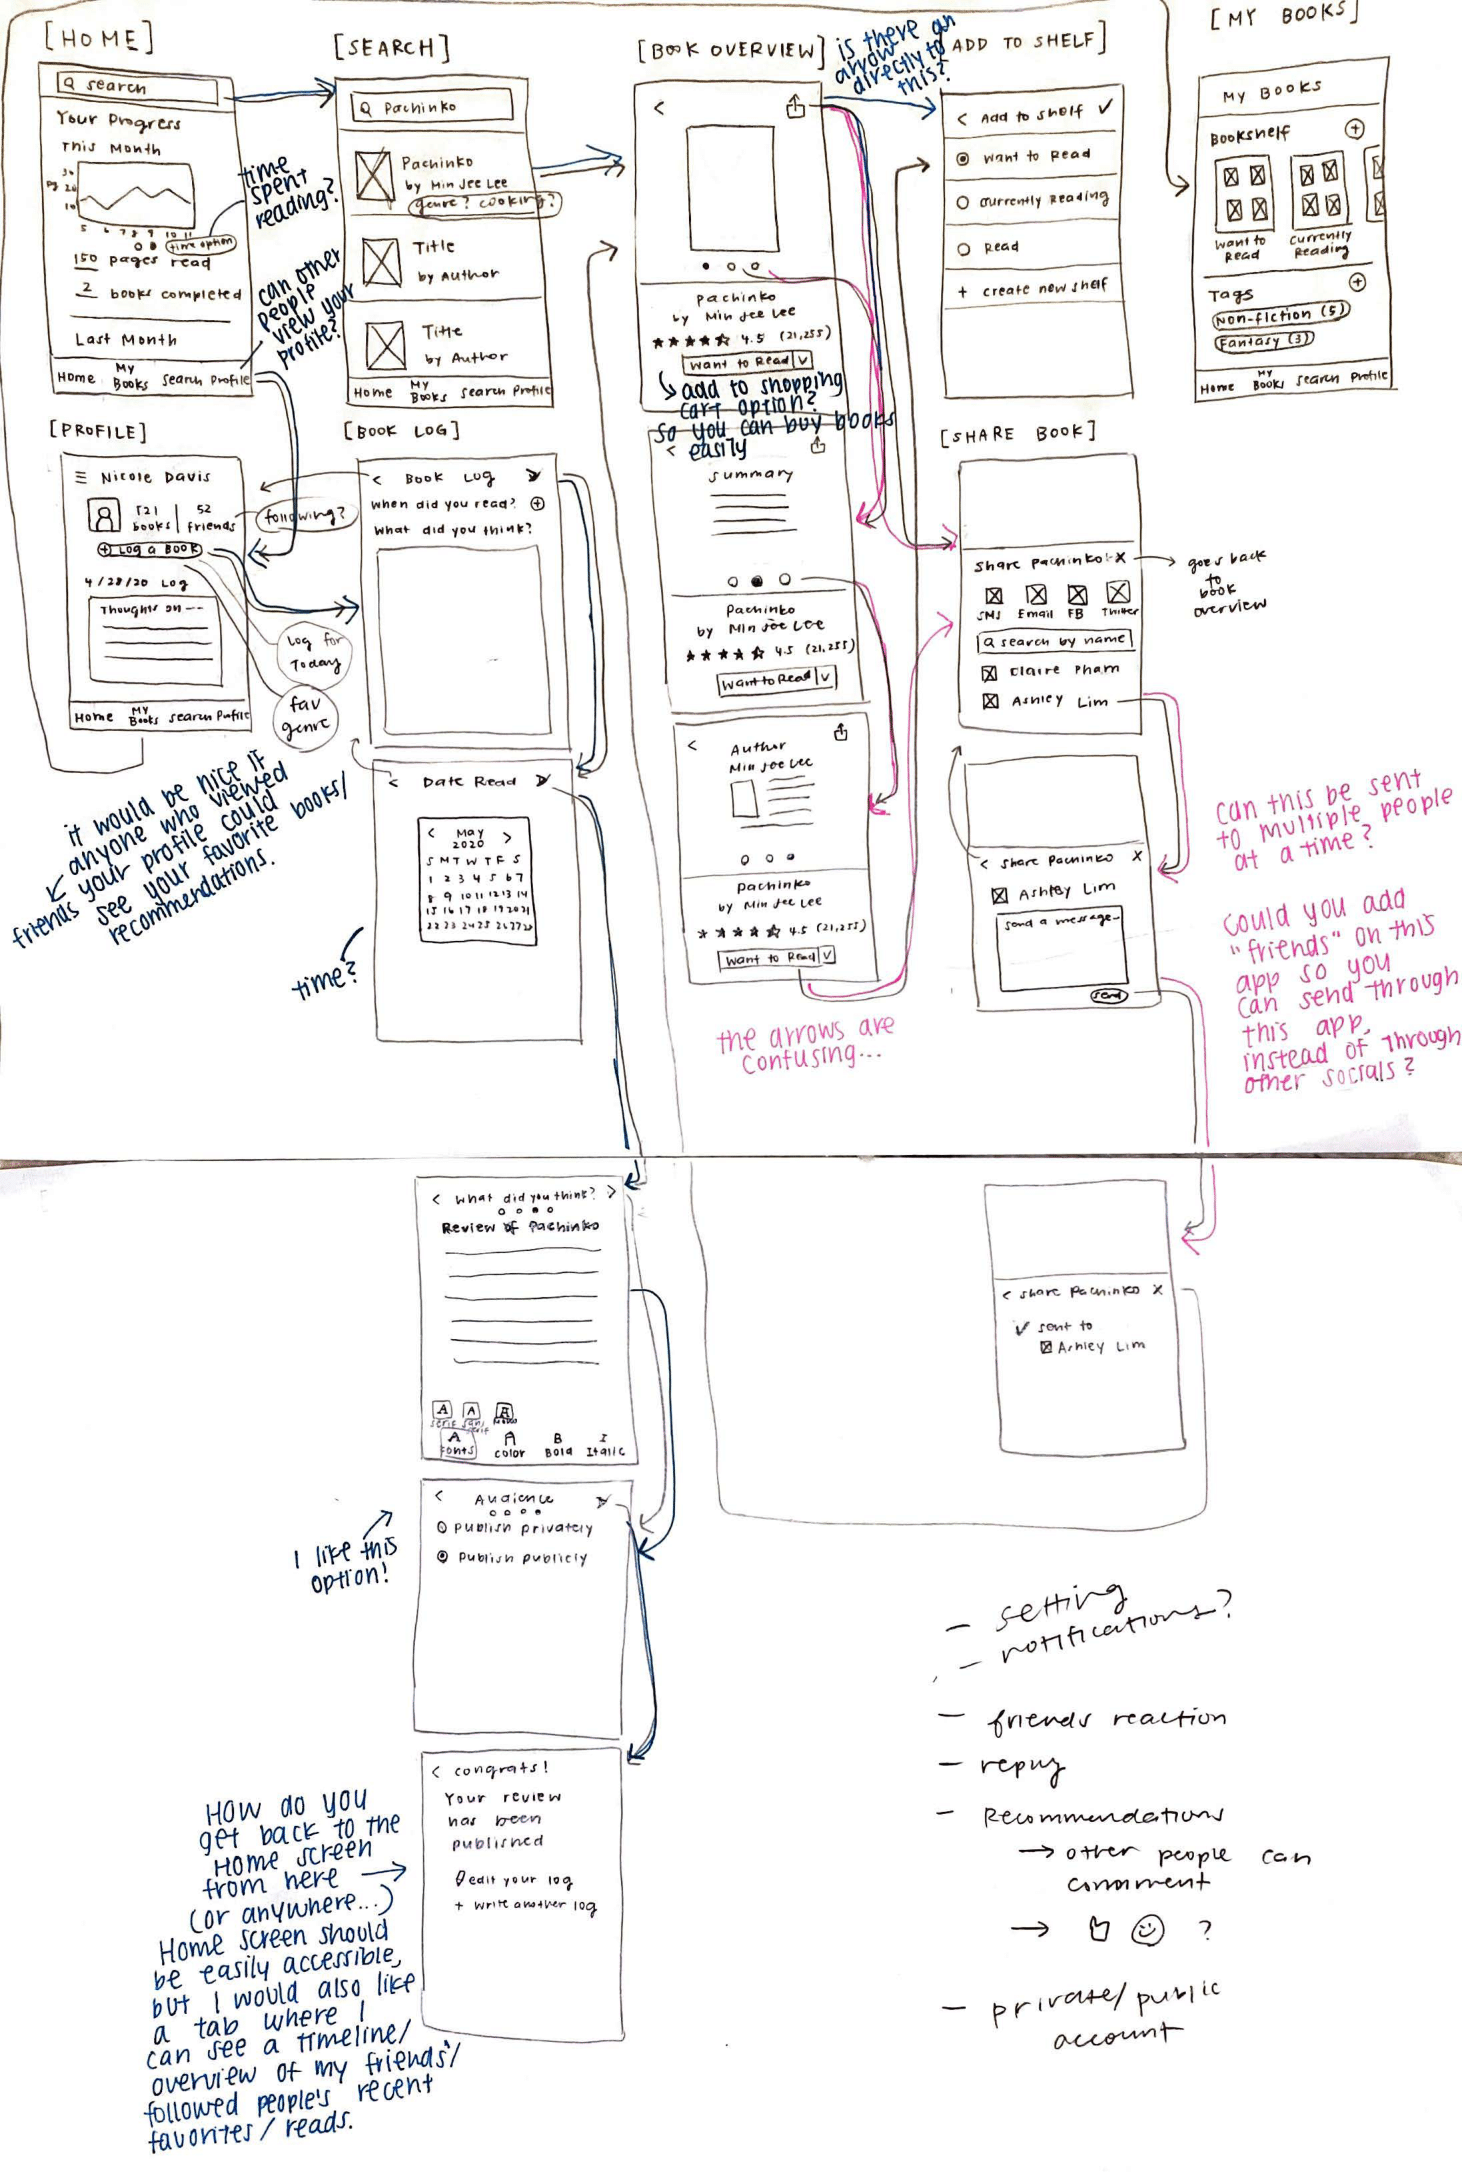 [HOME]
Q search
Your Progress
This Month
30
pg 20
10
5 6 7 8 9 10 11
time option
150 pages read
2 books completed
Last Month
Home My Books Search Profile
time
spent
reading?
can other
people
view your
profile?
[SEARCH]
Q Pachinko
Pachinko
by Min Jee Lee
genre? cooking?
Title
by Author
Title
by Author
Home My Books Search Profile
[BOOK OVERVIEW]
<
Pachinko
by Min Jee Lee
4.5 (21,255)
Want to Read V
add to shopping
cart option?
so you can buy books
easily
is there an
arrow
directly to
this?
ADD TO SHELF]
< Add to shelf ✓
Want to Read
Currently Reading
Read
+ create new shelf
[MY BOOKS]
My Books
Bookshelf +
Want to
Read
Currently
Reading
Tags +
Non-fiction (5)
Fantasy (3)
Home My Books Search Profile
[PROFILE]
Nicole Davis
521
books
52
friends
following?
+ Log a Book
4/28/20 Log
Thoughts on --
Home My Books Search Profile
Log for
Today
fav
genre
it would be nice if
anyone who viewed
friends your profile could
see your favorite books/
recommendations.
[BOOK LOG]
< Book Log
When did you read? +
What did you think?
< Date Read
< May >
2020
S M T W T F S
1 2 3 4 5 6 7
8 9 10 11 12 13 14
15 16 17 18 19 20 21
22 23 24 25 26 27 28
time?
<
Summary
Pachinko
by Min Jee Lee
4.5 (21,255)
Want to Read V
<
Author
Min Jee Lee
Pachinko
by Min Jee Lee
4.5 (21,255)
Want to Read V
the arrows are
confusing...
[SHARE BOOK]
Share Pachinko! X
goes back
to
book
overview
SMS Email FB Twitter
Q search by name
Claire Pham
Ashley Lim
< Share Pachinko X
Ashley Lim
Send a message-
send
can this be sent
to multiple people
at a time?
could you add
"friends" on this
app so you
can send through
this app,
instead of through
other socials?
< What did you think? >
Review of Pachinko
A A A
serif sans serif
A A B I
Fonts Color Bold Italic
< Audience
Publish privately
Publish publicly
I like this
option!
< congrats!
Your review
has been
published
edit your log
+ write another log
HOW do you
get back to the
Home screen
from here
(or anywhere...)
Home screen should
be easily accessible,
but I would also like
a tab where I
can see a timeline/
overview of my friends'/
followed people's recent
favorites/reads.
< Share Pachinko X
✓ sent to
Ashley Lim
- setting
- notifications?
- friends reaction
- reply
- Recommendations
→ other people can
comment
→ ?
- private/public
account